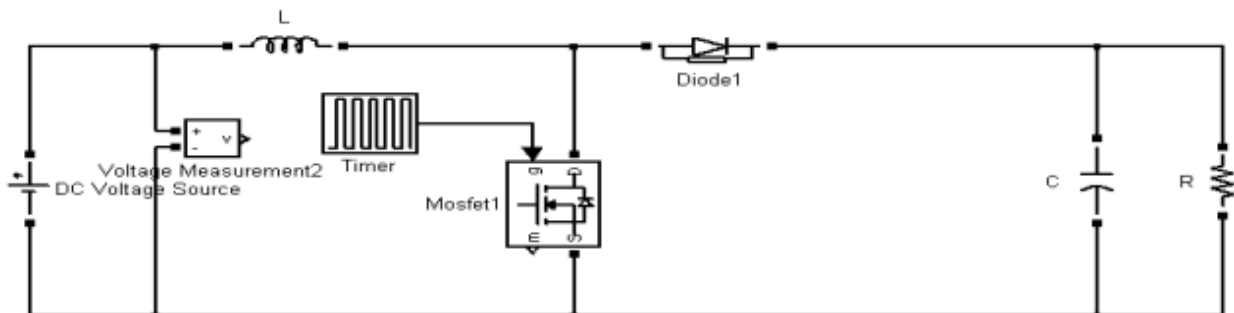 L
Diode1
+
v
-
Timer
Voltage Measurement2
DC Voltage Source
g
D
Mosfet1
m
S
C
R